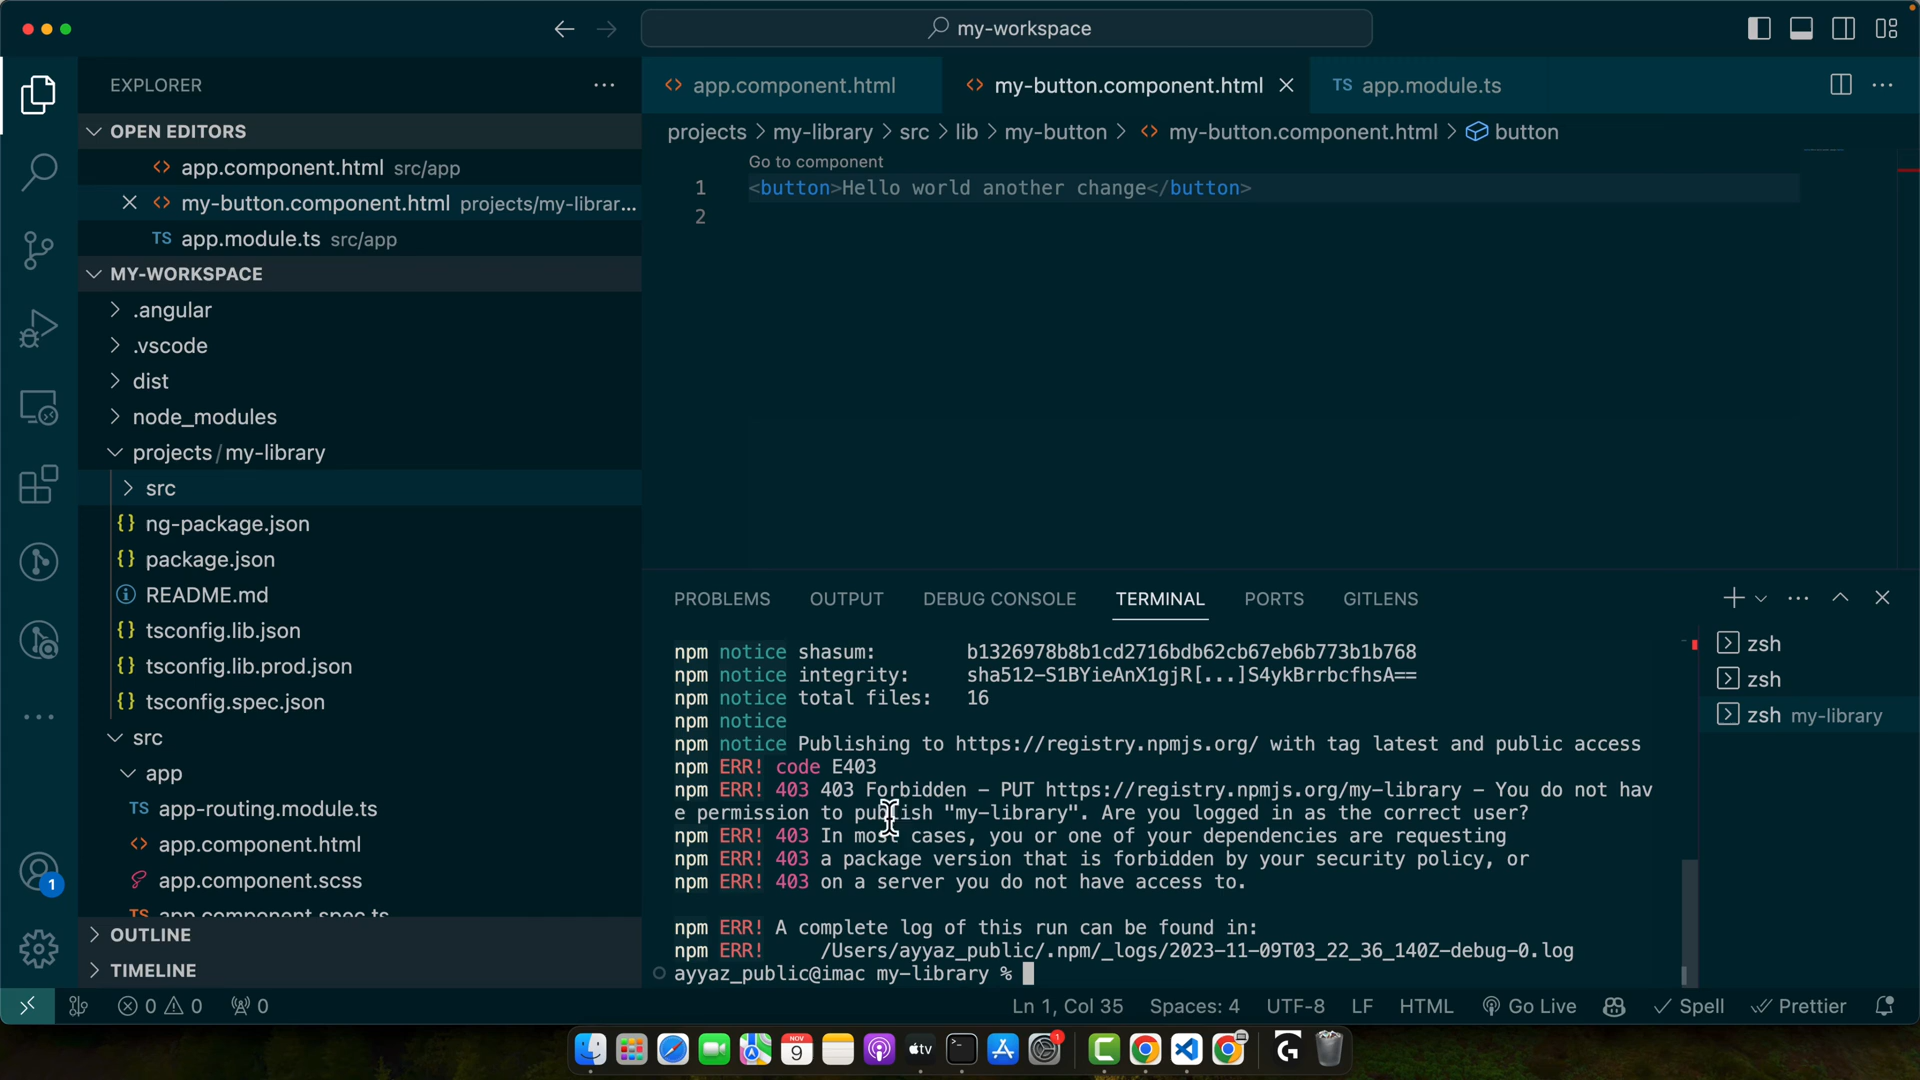 my-workspace
EXPLORER
OPEN EDITORS
app.component.html src/app
my-button.component.html projects/my-librar...
TS app.module.ts src/app
MY-WORKSPACE
.angular
.vscode
dist
node_modules
projects / my-library
src
ng-package.json
package.json
README.md
tsconfig.lib.json
tsconfig.lib.prod.json
tsconfig.spec.json
src
app
TS app-routing.module.ts
app.component.html
app.component.scss
TS app.component.spec.ts
OUTLINE
TIMELINE
1
app.component.html
my-button.component.html
TS app.module.ts
projects > my-library > src > lib > my-button > my-button.component.html > button
Go to component
1 <button>Hello world another change</button>
2
PROBLEMS OUTPUT DEBUG CONSOLE TERMINAL PORTS GITLENS
npm notice shasum: b1326978b8b1cd2716bdb62cb67eb6b773b1b768
npm notice integrity: sha512-S1BYieAnX1gjR[...]S4ykBrrbcfhsA==
npm notice total files: 16
npm notice
npm notice Publishing to https://registry.npmjs.org/ with tag latest and public access
npm ERR! code E403
npm ERR! 403 403 Forbidden - PUT https://registry.npmjs.org/my-library - You do not hav
e permission to publish "my-library". Are you logged in as the correct user?
npm ERR! 403 In most cases, you or one of your dependencies are requesting
npm ERR! 403 a package version that is forbidden by your security policy, or
npm ERR! 403 on a server you do not have access to.
npm ERR! A complete log of this run can be found in:
npm ERR! /Users/ayyaz_public/.npm/_logs/2023-11-09T03_22_36_140Z-debug-0.log
ayyaz_public@imac my-library %
zsh
zsh
zsh my-library
0 0 0
Ln 1, Col 35 Spaces: 4 UTF-8 LF HTML Go Live Spell Prettier
NOV
9
tv
1